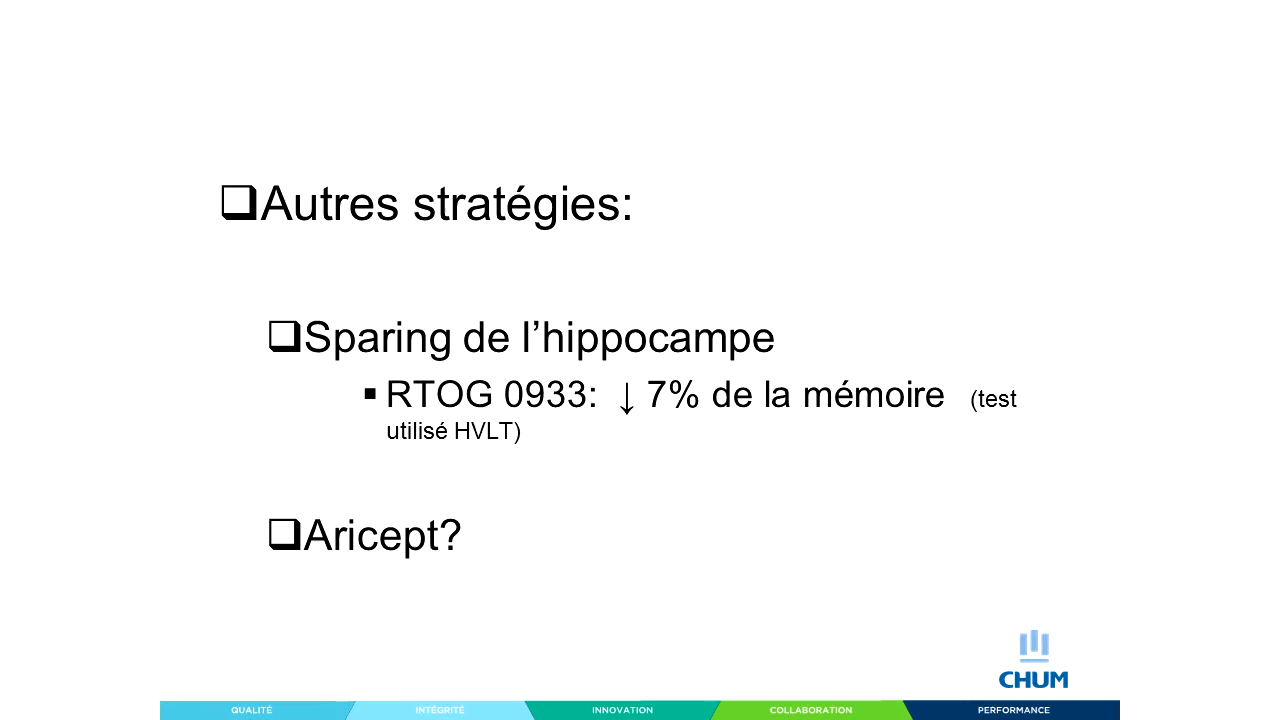 ❑Autres stratégies:
❑Sparing de l’hippocampe
▪RTOG 0933: ↓ 7% de la mémoire (test
utilisé HVLT)
❑Aricept?
CHUM
QUALITÉ INTÉGRITÉ INNOVATION COLLABORATION PERFORMANCE